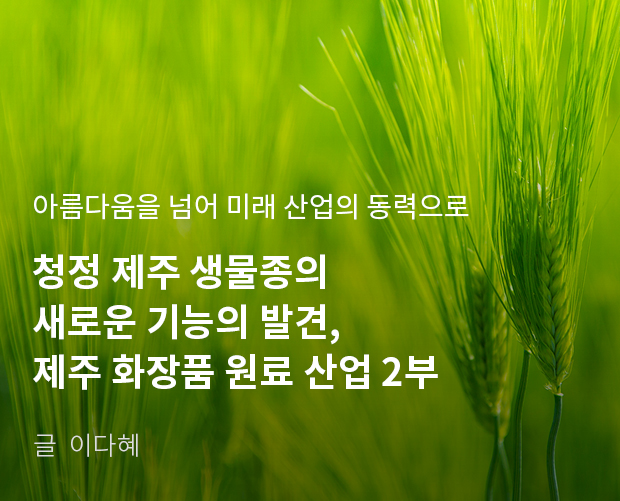 아름다움을 넘어 미래 산업의 동력으로
청정 제주 생물종의
새로운 기능의 발견,
제주 화장품 원료 산업 2부
글 이다혜